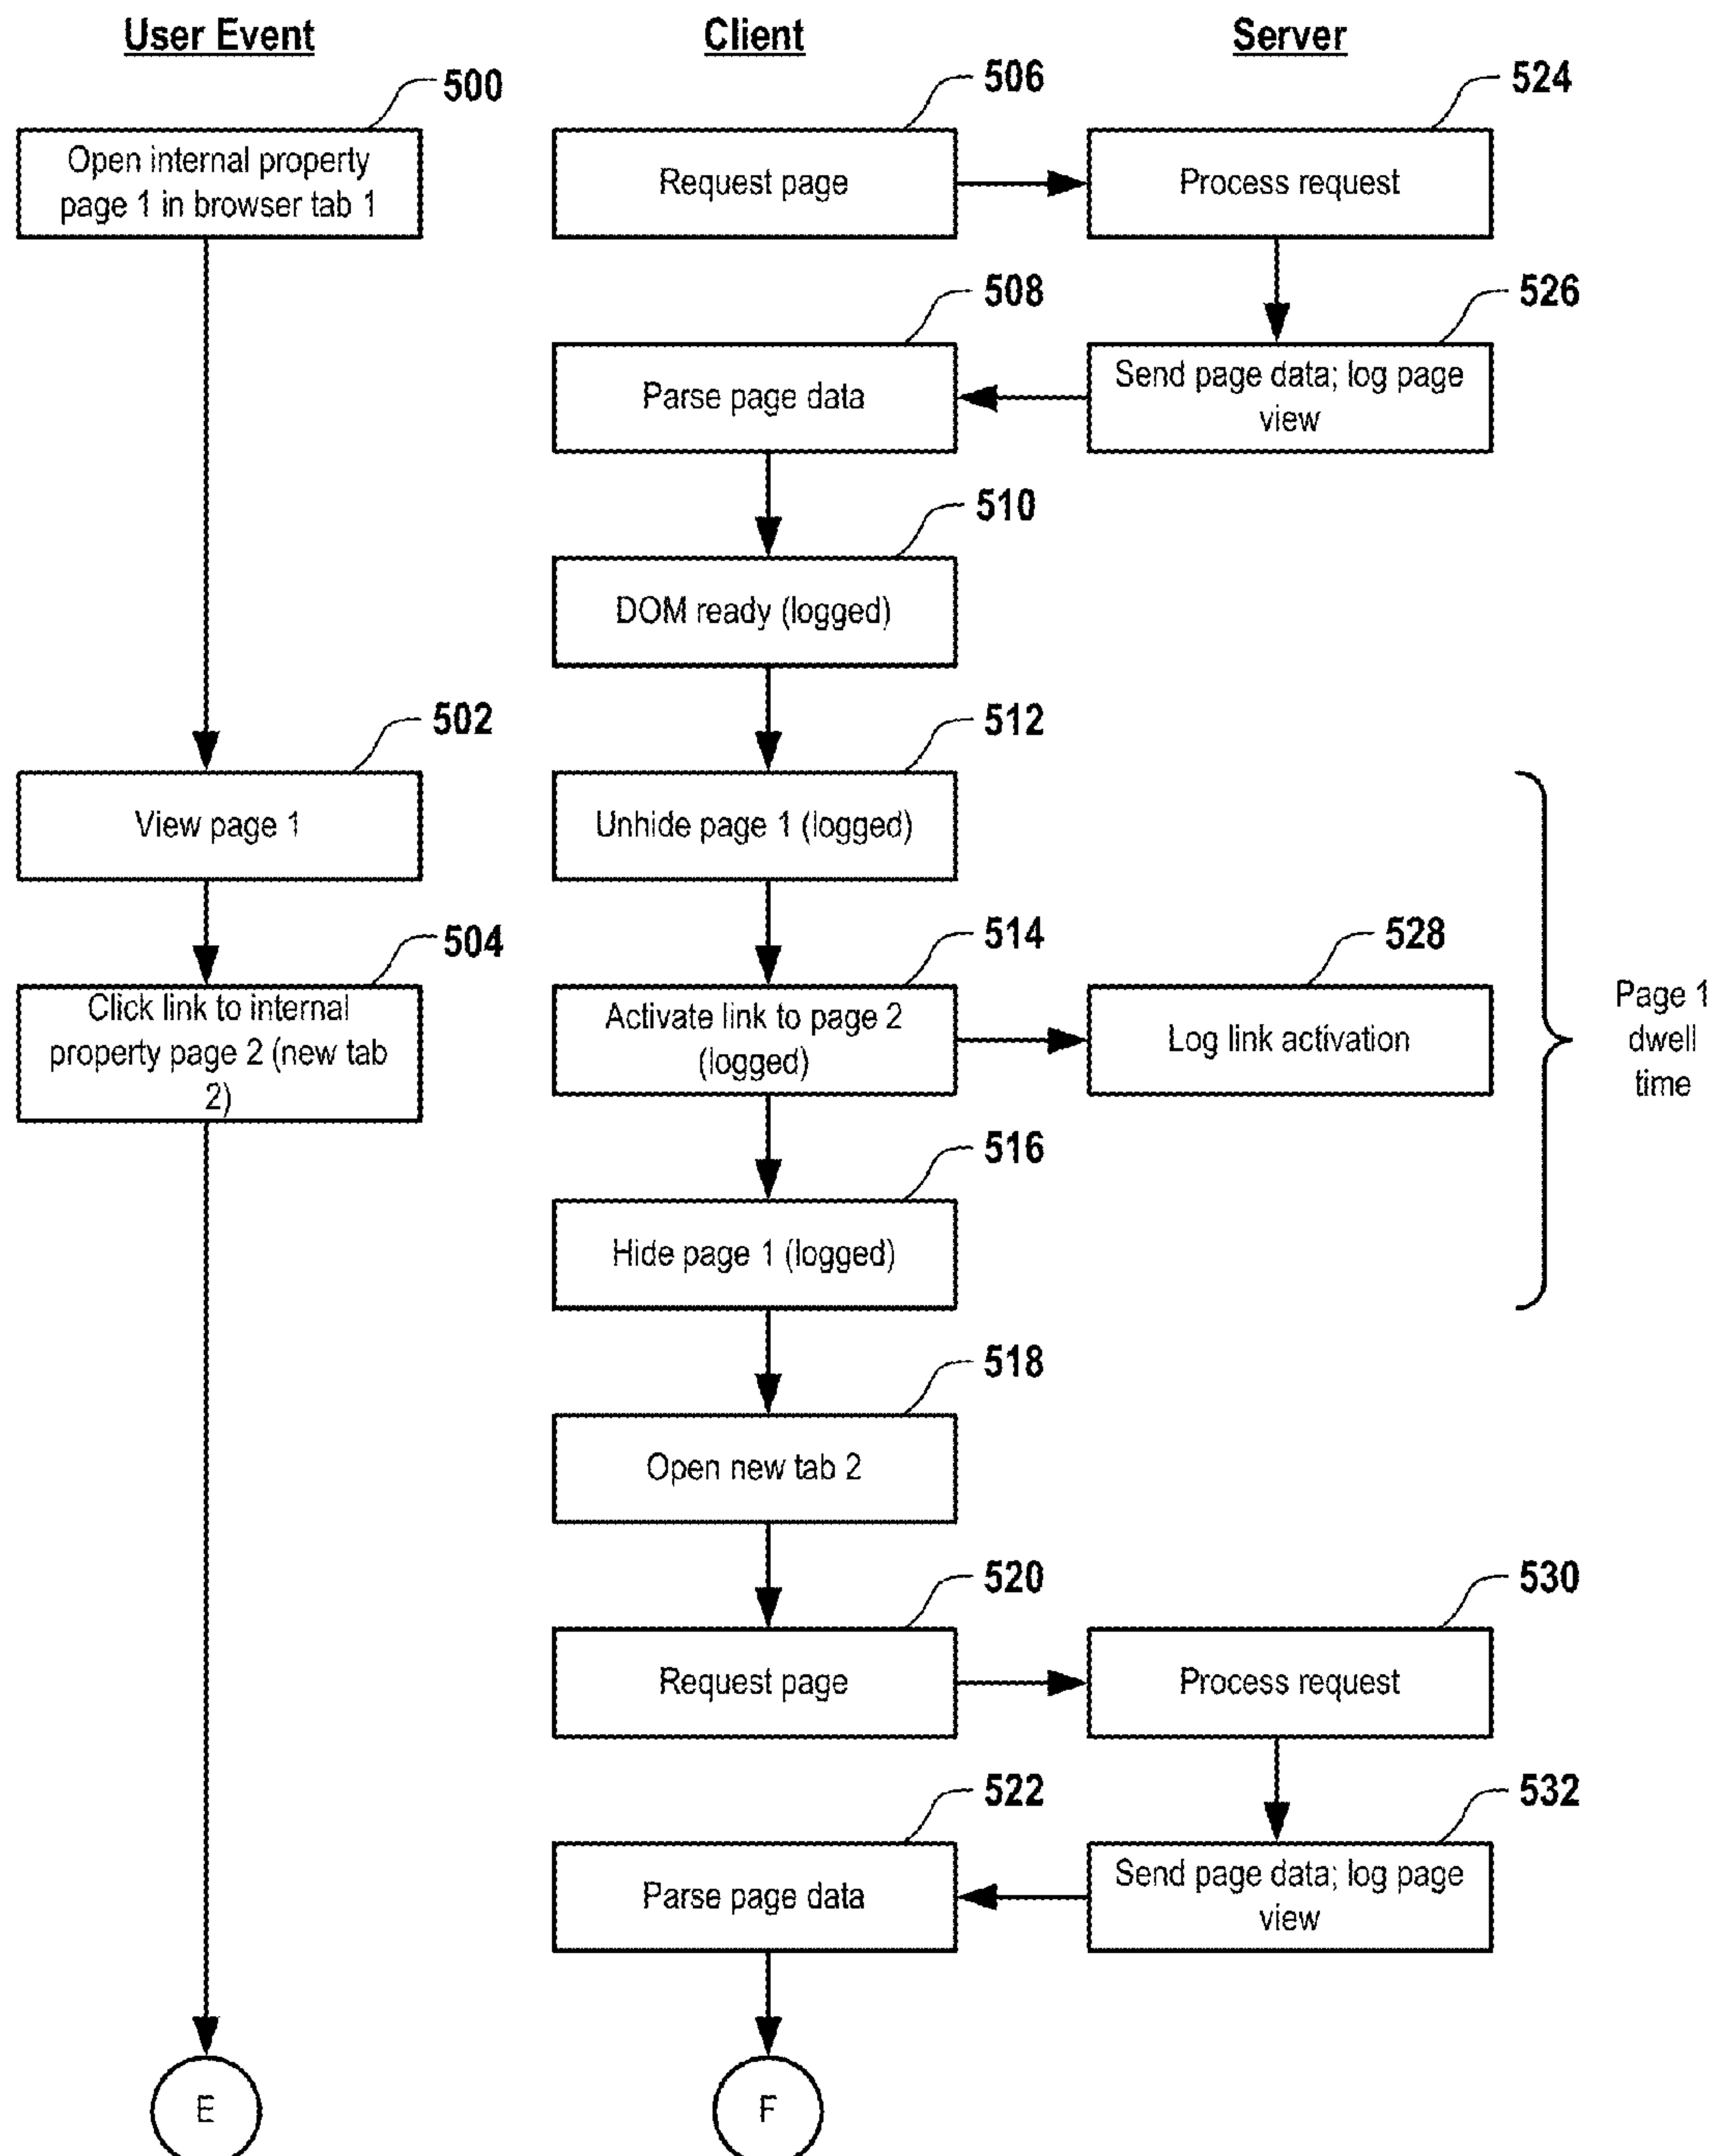 User Event
Client
Server
500
506
524
Open internal property
page 1 in browser tab 1
Request page
Process request
508
526
Parse page data
Send page data; log page
view
510
DOM ready (logged)
502
512
View page 1
Unhide page 1 (logged)
504
514
528
Click link to internal
property page 2 (new tab
2)
Activate link to page 2
(logged)
Log link activation
Page 1
dwell
time
516
Hide page 1 (logged)
518
Open new tab 2
520
530
Request page
Process request
522
532
Parse page data
Send page data; log page
view
E
F